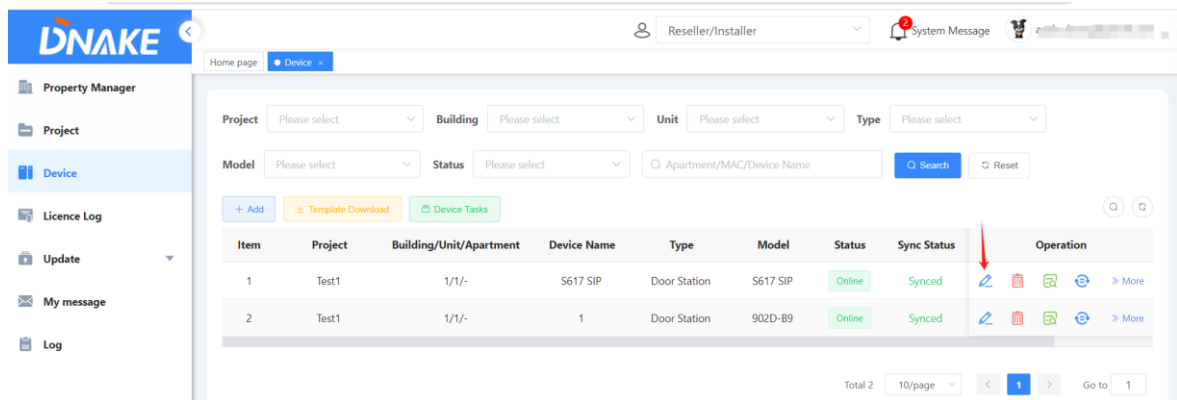 DNAKE
Reseller/Installer
2
System Message
Home page
Device ×
Property Manager
Project
Device
Licence Log
Update
My message
Log
Project Please select Building Please select Unit Please select Type Please select
Model Please select Status Please select Apartment/MAC/Device Name Search Reset
+ Add Template Download Device Tasks
Item Project Building/Unit/Apartment Device Name Type Model Status Sync Status Operation
1 Test1 1/1/- S617 SIP Door Station S617 SIP Online Synced » More
2 Test1 1/1/- 1 Door Station 902D-B9 Online Synced » More
Total 2 10/page < 1 > Go to 1